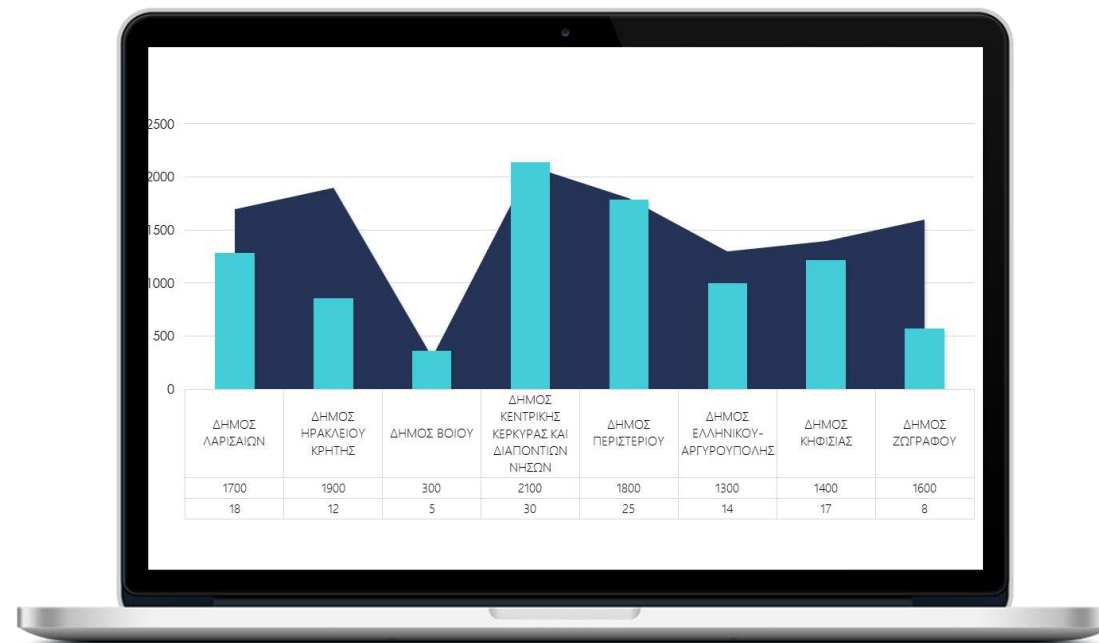 2500
2000
1500
1000
500
0
ΔΗΜΟΣ
ΛΑΡΙΣΑΙΩΝ
ΔΗΜΟΣ
ΗΡΑΚΛΕΙΟΥ
ΚΡΗΤΗΣ
ΔΗΜΟΣ ΒΟΙΟΥ
ΔΗΜΟΣ
ΚΕΝΤΡΙΚΗΣ
ΚΕΡΚΥΡΑΣ ΚΑΙ
ΔΙΑΠΟΝΤΙΩΝ
ΝΗΣΩΝ
ΔΗΜΟΣ
ΠΕΡΙΣΤΕΡΙΟΥ
ΔΗΜΟΣ
ΕΛΛΗΝΙΚΟΥ-
ΑΡΓΥΡΟΥΠΟΛΗΣ
ΔΗΜΟΣ
ΚΗΦΙΣΙΑΣ
ΔΗΜΟΣ
ΖΩΓΡΑΦΟΥ
1700 1900 300 2100 1800 1300 1400 1600
18 12 5 30 25 14 17 8